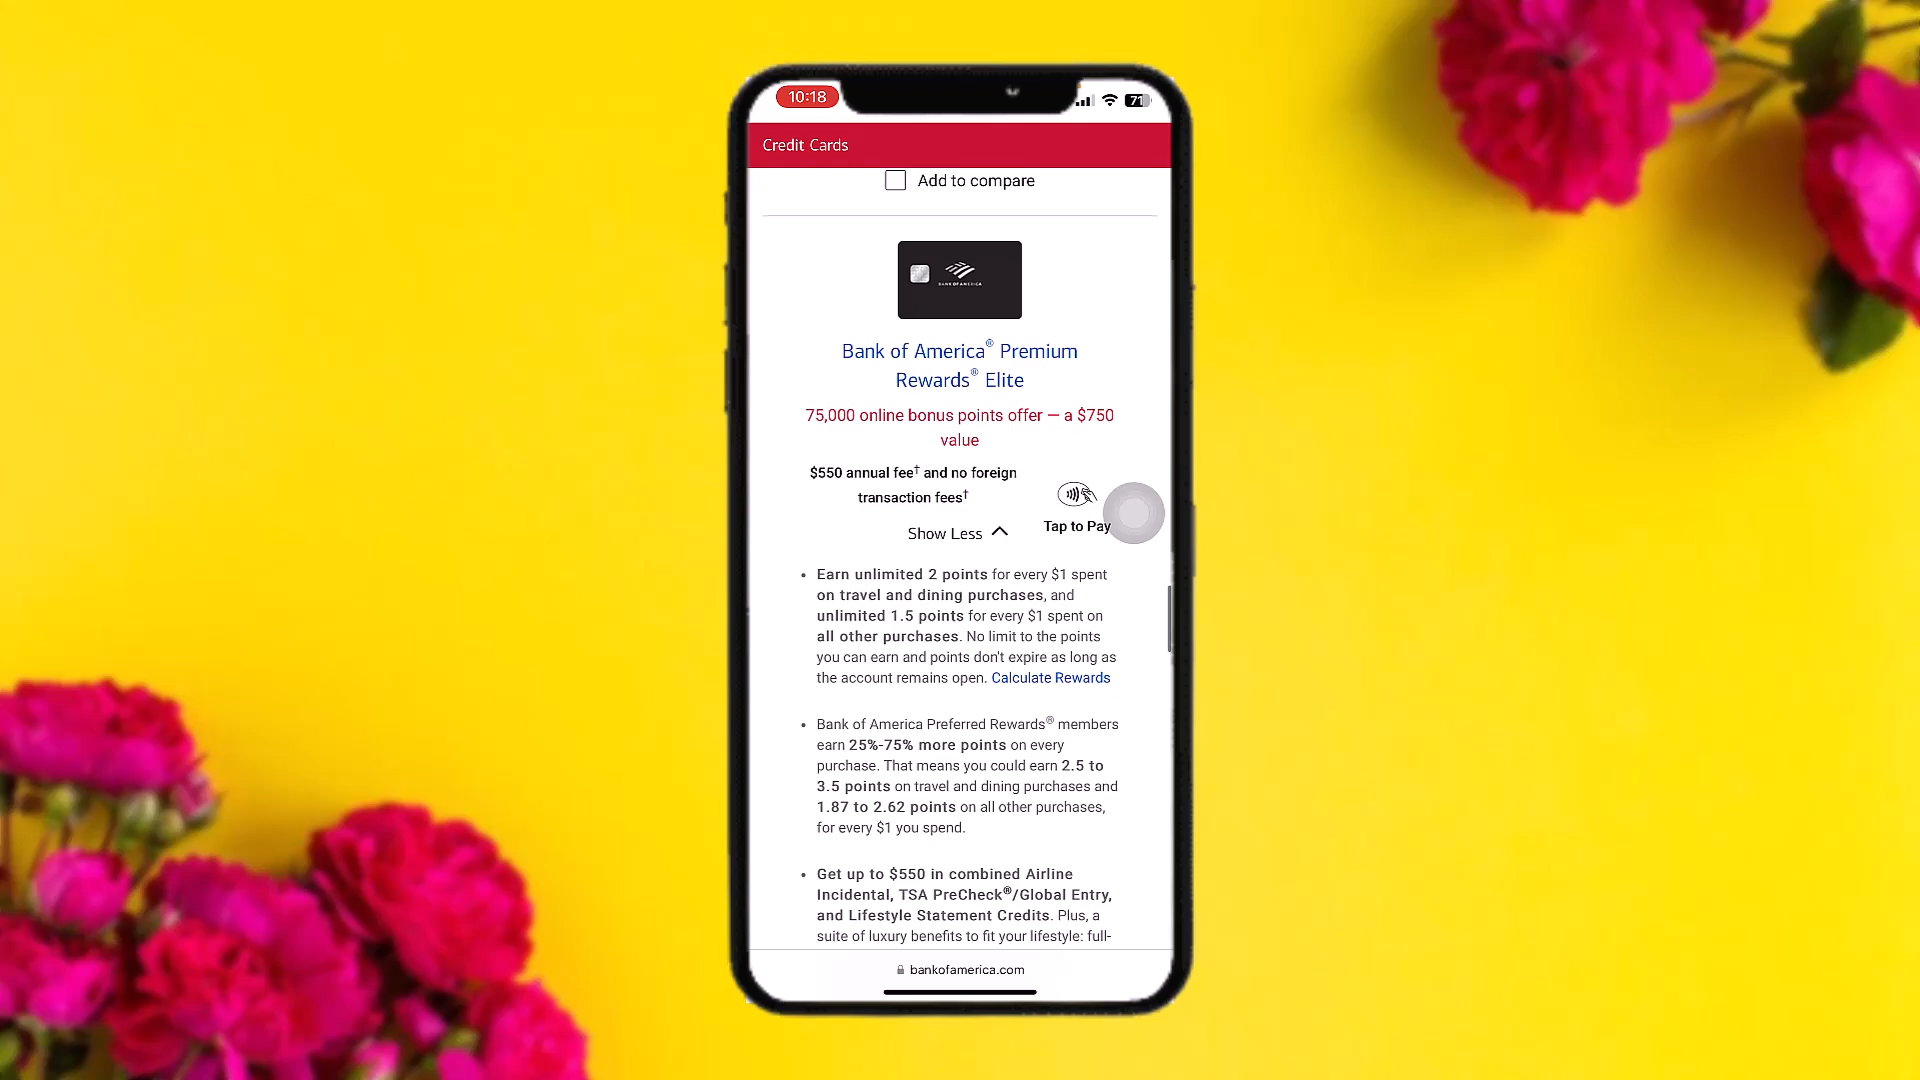 10:18
71
Credit Cards
Add to compare
BANK OF AMERICA
Bank of America® Premium
Rewards® Elite
75,000 online bonus points offer — a $750
value
$550 annual fee† and no foreign
transaction fees†
Tap to Pay
Show Less
• Earn unlimited 2 points for every $1 spent
on travel and dining purchases, and
unlimited 1.5 points for every $1 spent on
all other purchases. No limit to the points
you can earn and points don't expire as long as
the account remains open. Calculate Rewards
• Bank of America Preferred Rewards® members
earn 25%-75% more points on every
purchase. That means you could earn 2.5 to
3.5 points on travel and dining purchases and
1.87 to 2.62 points on all other purchases,
for every $1 you spend.
• Get up to $550 in combined Airline
Incidental, TSA PreCheck®/Global Entry,
and Lifestyle Statement Credits. Plus, a
suite of luxury benefits to fit your lifestyle: full-
bankofamerica.com